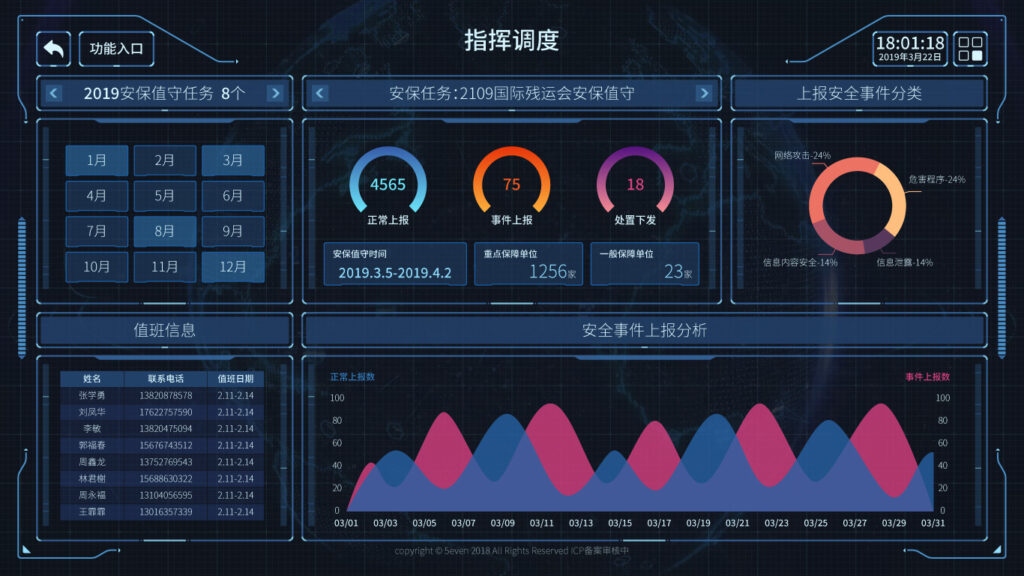 指挥调度
功能入口
18:01:18
2019年3月22日
2019安保值守任务 8个
安保任务:2109国际残运会安保值守
上报安全事件分类
1月 2月 3月
4月 5月 6月
7月 8月 9月
10月 11月 12月
4565 75 18
正常上报 事件上报 处置下发
安保值守时间 重点保障单位 一般保障单位
2019.3.5-2019.4.2 1256家 23家
网络攻击-24%
危害程序-24%
信息内容安全-14% 信息泄露-14%
值班信息
安全事件上报分析
姓名 联系电话 值班日期
张学勇 13820878578 2.11-2.14
刘凤华 17622757590 2.11-2.14
李敏 13820475094 2.11-2.14
郭福春 15676743512 2.11-2.14
周鑫龙 13752769543 2.11-2.14
林君樹 15688630322 2.11-2.14
周永福 13104056595 2.11-2.14
王霏霏 13016357339 2.11-2.14
正常上报数 事件上报数
100 100
80 80
60 60
40 40
20 20
0 0
03/01 03/03 03/05 03/07 03/09 03/11 03/13 03/15 03/17 03/19 03/21 03/23 03/25 03/27 03/29 03/31
copyright © Seven 2018 All Rights Reserved ICP备案审核中